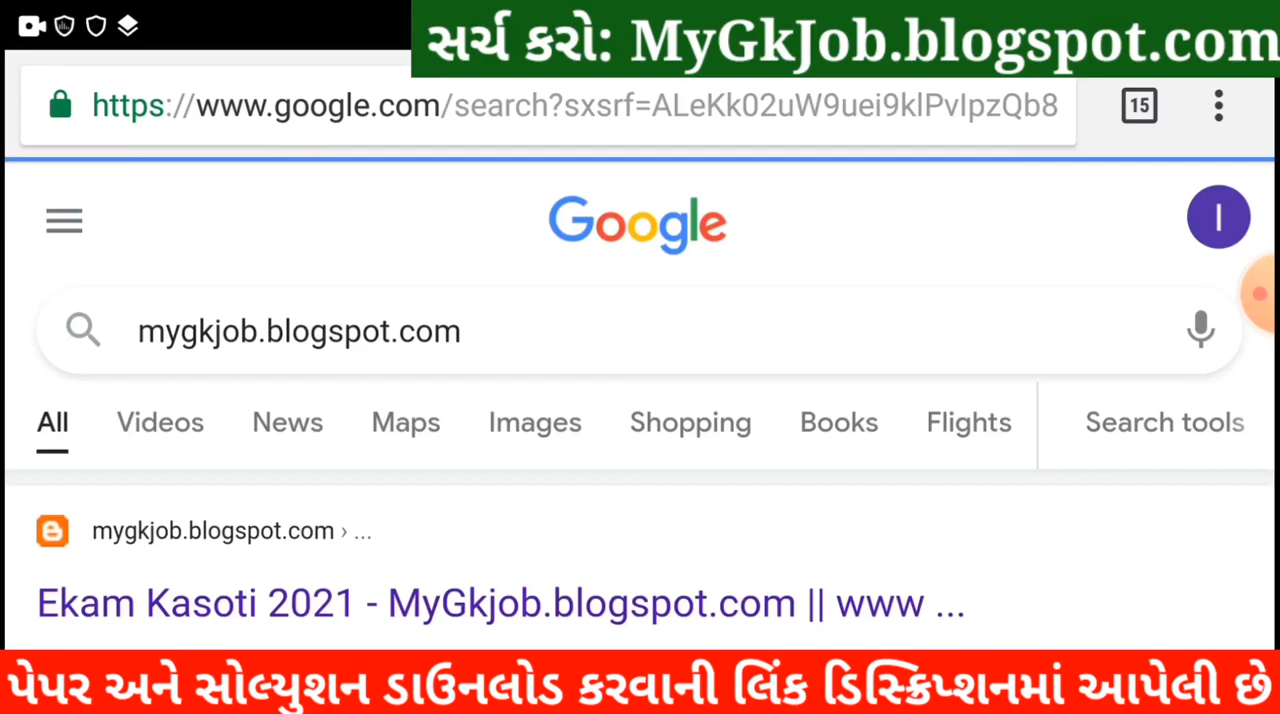 સર્ચ કરો: MyGkJob.blogspot.com
https://www.google.com/search?sxsrf=ALeKk02uW9uei9klPvIpzQb8
15
Google
I
mygkjob.blogspot.com
All Videos News Maps Images Shopping Books Flights Search tools
mygkjob.blogspot.com › ...
Ekam Kasoti 2021 - MyGkjob.blogspot.com || www ...
પેપર અને સોલ્યુશન ડાઉનલોડ કરવાની લિંક ડિસ્ક્રિપ્શનમાં આપેલી છે